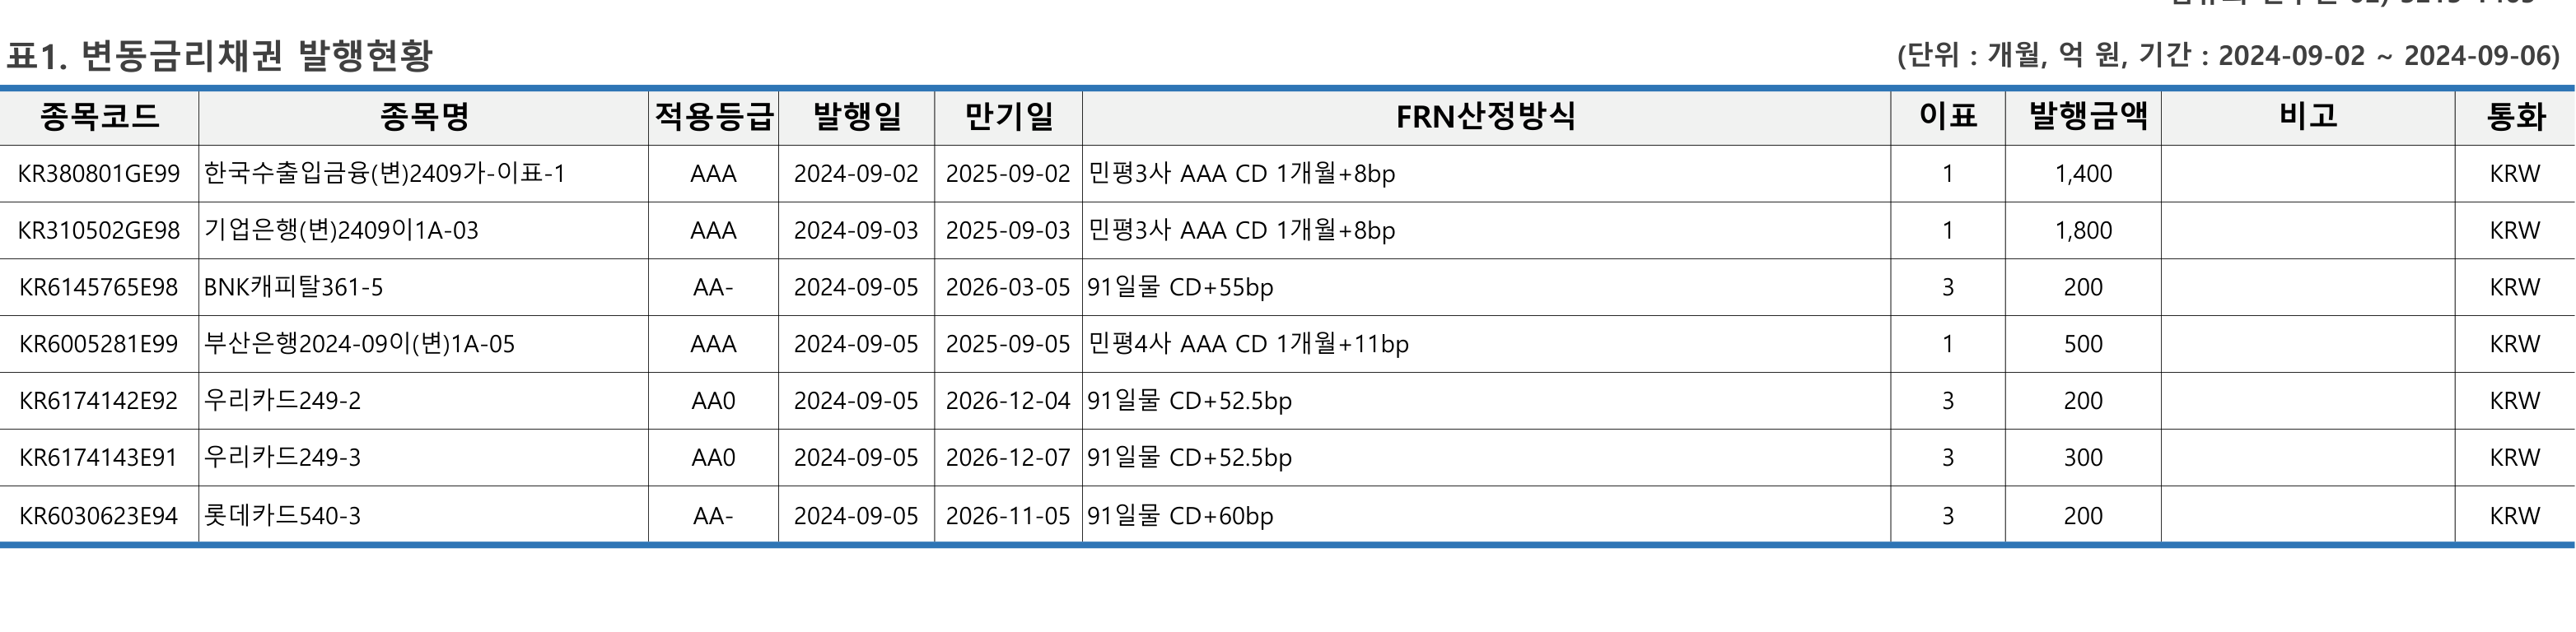 표1. 변동금리채권 발행현황 (단위 : 개월, 억 원, 기간 : 2024-09-02 ~ 2024-09-06)
종목코드 종목명 적용등급 발행일 만기일 FRN산정방식 이표 발행금액 비고 통화
KR380801GE99 한국수출입금융(변)2409가-이표-1 AAA 2024-09-02 2025-09-02 민평3사 AAA CD 1개월+8bp 1 1,400 KRW
KR310502GE98 기업은행(변)2409이1A-03 AAA 2024-09-03 2025-09-03 민평3사 AAA CD 1개월+8bp 1 1,800 KRW
KR6145765E98 BNK캐피탈361-5 AA- 2024-09-05 2026-03-05 91일물 CD+55bp 3 200 KRW
KR6005281E99 부산은행2024-09이(변)1A-05 AAA 2024-09-05 2025-09-05 민평4사 AAA CD 1개월+11bp 1 500 KRW
KR6174142E92 우리카드249-2 AA0 2024-09-05 2026-12-04 91일물 CD+52.5bp 3 200 KRW
KR6174143E91 우리카드249-3 AA0 2024-09-05 2026-12-07 91일물 CD+52.5bp 3 300 KRW
KR6030623E94 롯데카드540-3 AA- 2024-09-05 2026-11-05 91일물 CD+60bp 3 200 KRW